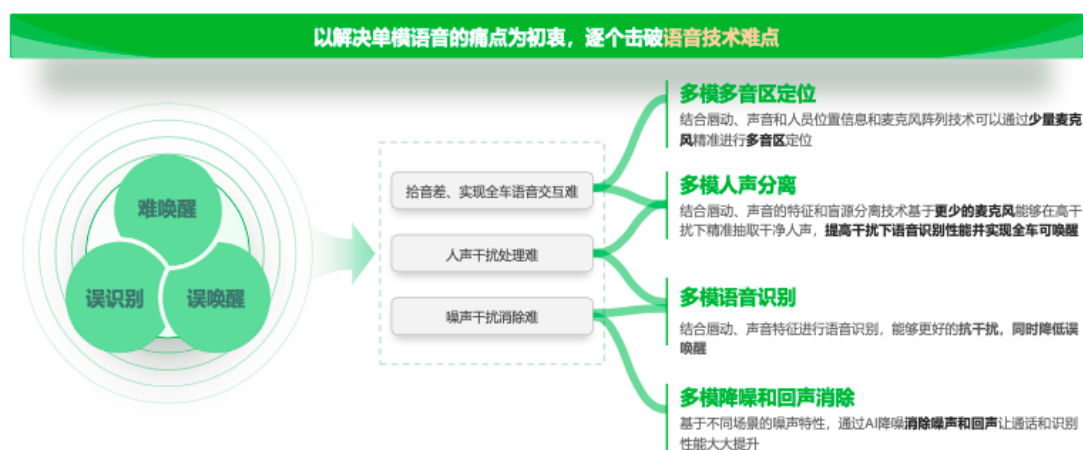 以解决单模语音的痛点为初衷，逐个击破语音技术难点
难唤醒
误识别
误唤醒
拾音差、实现全车语音交互难
人声干扰处理难
噪声干扰消除难
多模多音区定位
结合唇动、声音和人员位置信息和麦克风阵列技术可以通过少量麦克
风精准进行多音区定位
多模人声分离
结合唇动、声音的特征和盲源分离技术基于更少的麦克风能够在高干
扰下精准抽取干净人声，提高干扰下语音识别性能并实现全车可唤醒
多模语音识别
结合唇动、声音特征进行语音识别，能够更好的抗干扰，同时降低误
唤醒
多模降噪和回声消除
基于不同场景的噪声特性，通过AI降噪消除噪声和回声让通话和识别
性能大大提升